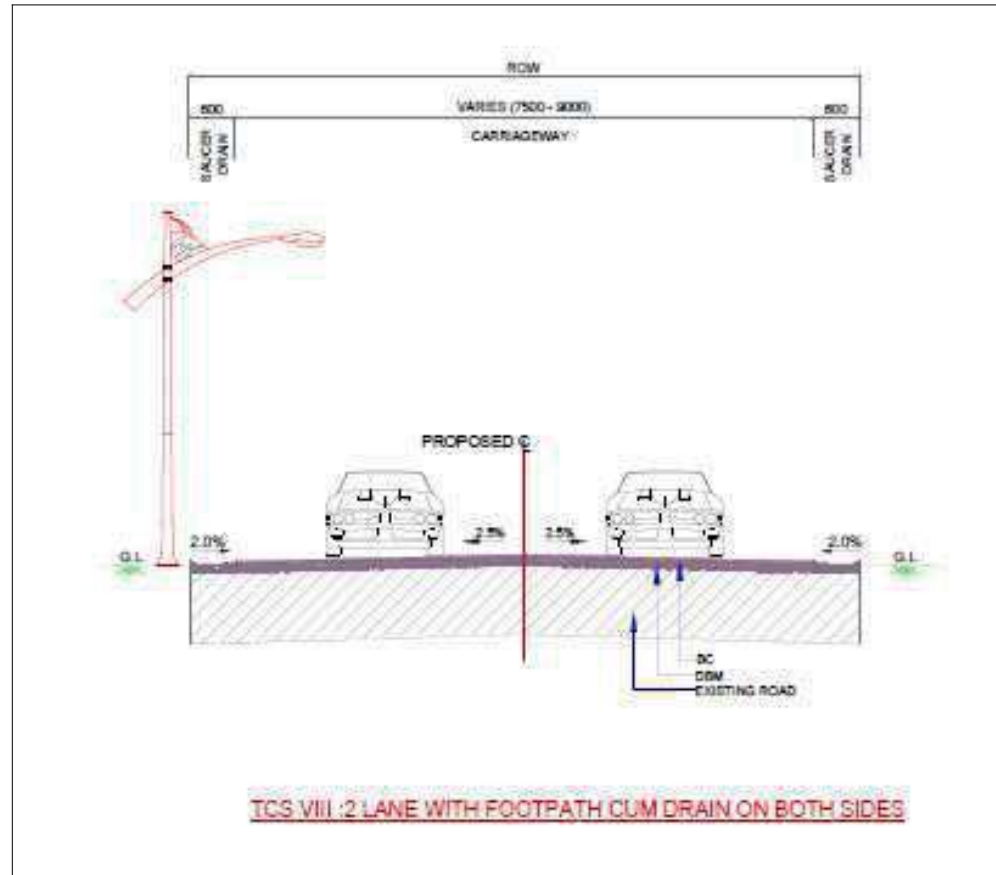 ROW
600 VARIES (7500 - 9000) 600
SAUCER DRAIN
CARRIAGEWAY
SAUCER DRAIN
PROPOSED C
2.5% 2.5%
2.0% 2.0%
G.L G.L
BC
DBM
EXISTING ROAD
TCS VIII :2 LANE WITH FOOTPATH CUM DRAIN ON BOTH SIDES